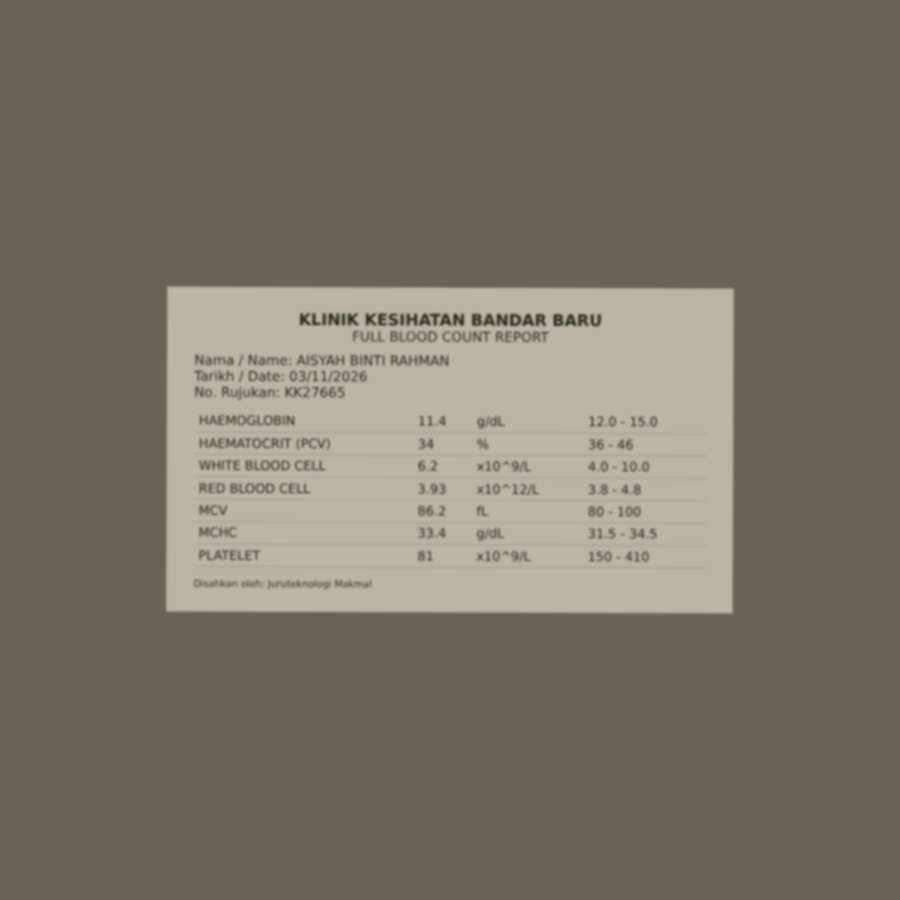 KLINIK KESIHATAN BANDAR BARU
FULL BLOOD COUNT REPORT
Nama / Name: AISYAH BINTI RAHMAN
Tarikh / Date: 03/11/2026
No. Rujukan: KK27665
HAEMOGLOBIN 11.4 g/dL 12.0 - 15.0
HAEMATOCRIT (PCV) 34 % 36 - 46
WHITE BLOOD CELL 6.2 x10^9/L 4.0 - 10.0
RED BLOOD CELL 3.93 x10^12/L 3.8 - 4.8
MCV 86.2 fL 80 - 100
MCHC 33.4 g/dL 31.5 - 34.5
PLATELET 81 x10^9/L 150 - 410
Disahkan oleh: Juruteknologi Makmal